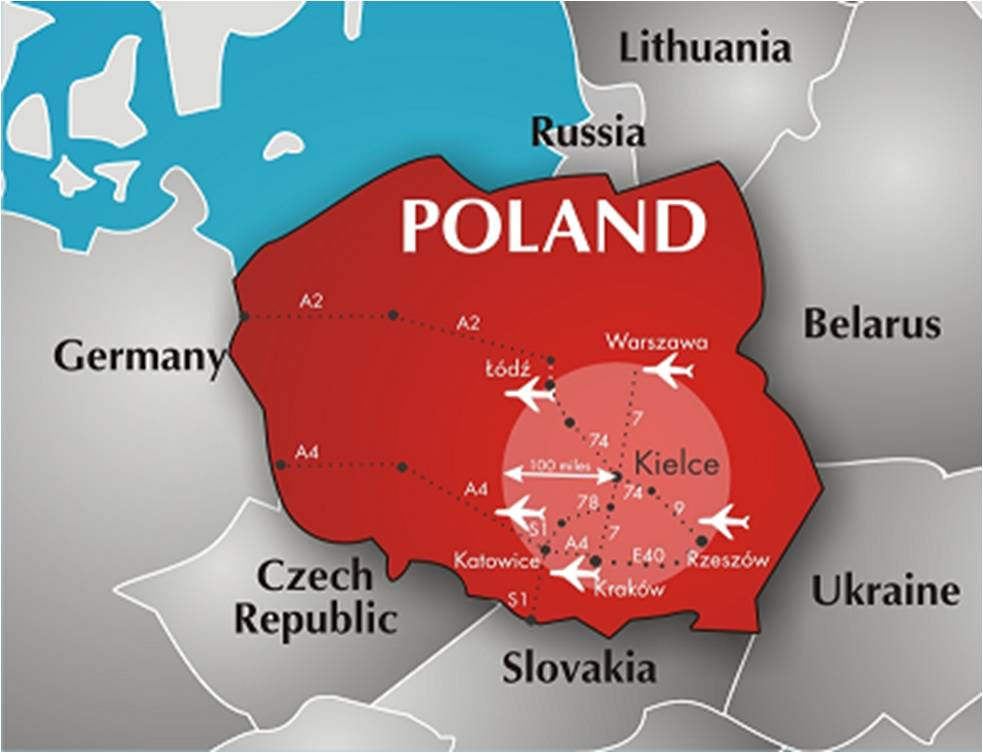 Lithuania
Russia
POLAND
A2
A2
Belarus
Germany
Warszawa
Łódź
7
74
A4
100 miles
Kielce
A4
78
74
9
S1
7
A4
Katowice
E40
Rzeszów
Kraków
S1
Czech
Republic
Ukraine
Slovakia